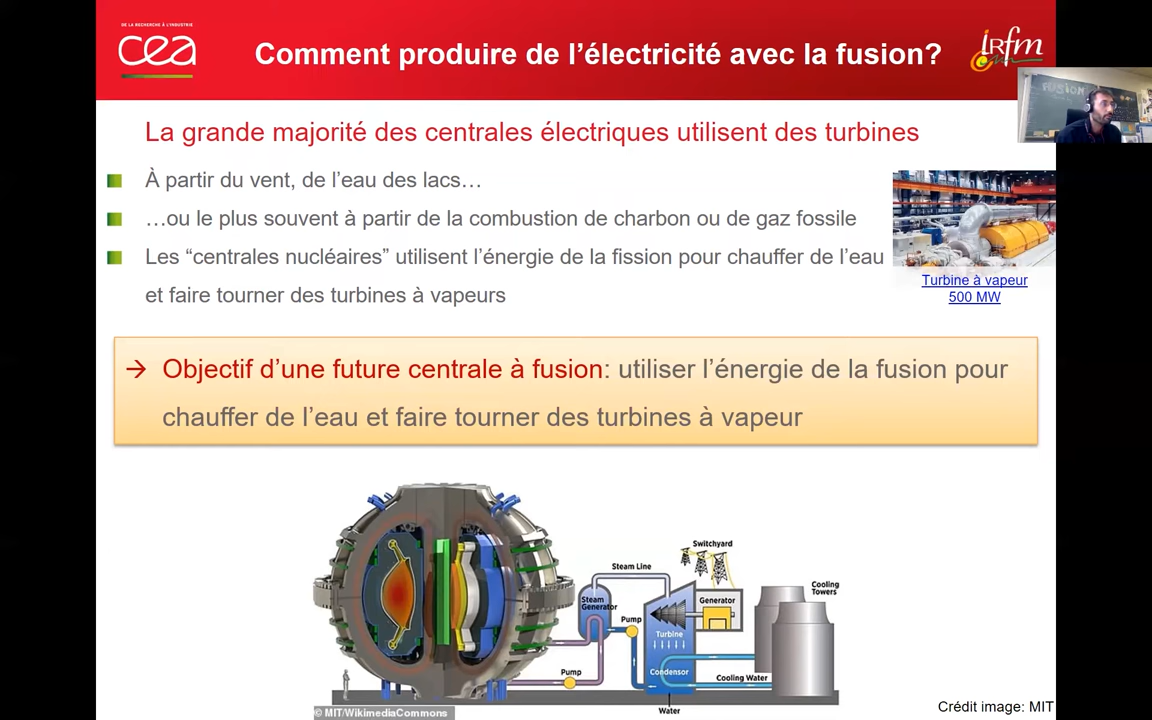 DE LA RECHERCHE À L'INDUSTRIE
cea
Comment produire de l'électricité avec la fusion?
IRfm
FUSION
La grande majorité des centrales électriques utilisent des turbines
À partir du vent, de l'eau des lacs…
…ou le plus souvent à partir de la combustion de charbon ou de gaz fossile
Les “centrales nucléaires” utilisent l'énergie de la fission pour chauffer de l'eau
et faire tourner des turbines à vapeurs
Turbine à vapeur
500 MW
→ Objectif d'une future centrale à fusion: utiliser l'énergie de la fusion pour
chauffer de l'eau et faire tourner des turbines à vapeur
Switchyard
Steam Line
Cooling
Towers
Steam
Generator
Generator
Pump
Turbine
Pump
Condensor
Cooling Water
Water
© MIT/WikimediaCommons
Crédit image: MIT